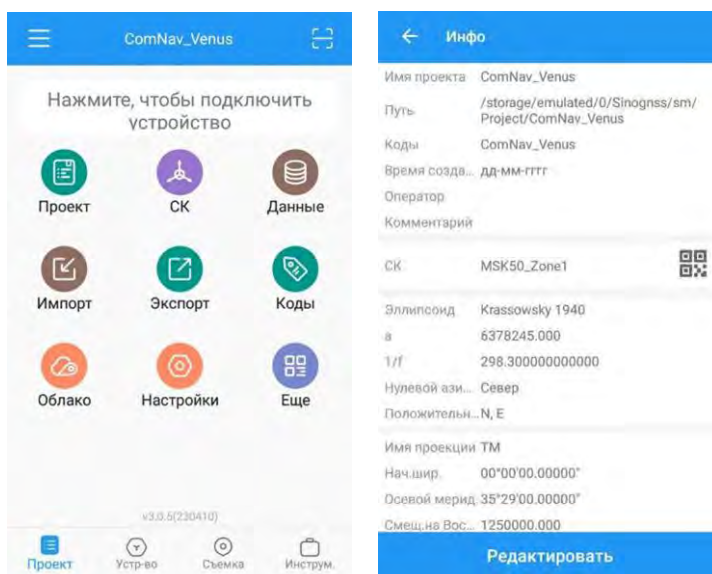 ComNav_Venus
Нажмите, чтобы подключить
устройство
Проект
СК
Данные
Импорт
Экспорт
Коды
Облако
Настройки
Еще
v3.0.5(230410)
Проект
Устр-во
Съемка
Инструм.
Инфо
Имя проекта ComNav_Venus
Путь /storage/emulated/0/Sinognss/sm/
Project/ComNav_Venus
Коды ComNav_Venus
Время созда... дд-мм-гггг
Оператор
Комментарий
СК MSK50_Zone1
Эллипсоид Krassowsky 1940
a 6378245.000
1/f 298.300000000000
Нулевой ази... Север
Положительн... N, E
Имя проекции TM
Нач.шир. 00°00'00.00000"
Осевой мерид 35°29'00.00000"
Смещ.на Вос... 1250000.000
Редактировать